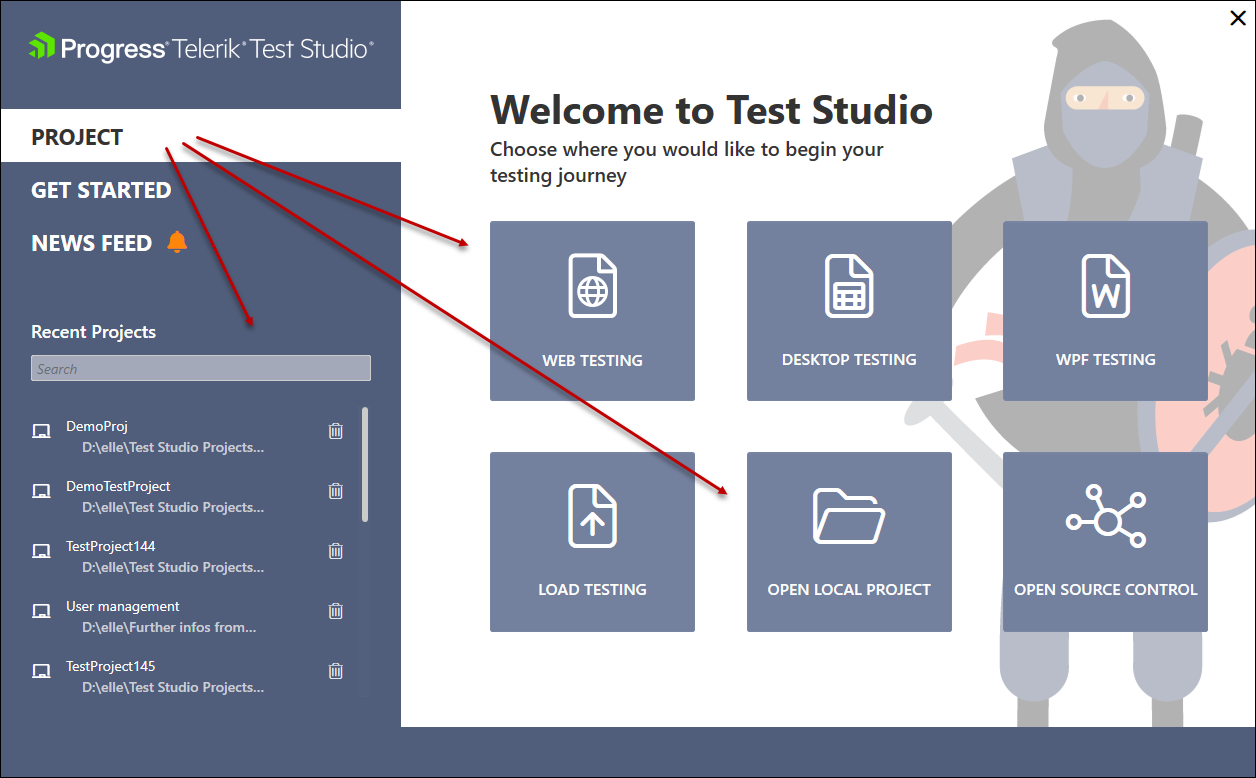 Progress® Telerik® Test Studio®
PROJECT
GET STARTED
NEWS FEED
Recent Projects
Search
DemoProj
D:\elle\Test Studio Projects...
DemoTestProject
D:\elle\Test Studio Projects...
TestProject144
D:\elle\Test Studio Projects...
User management
D:\elle\Further infos from...
TestProject145
D:\elle\Test Studio Projects...
Welcome to Test Studio
Choose where you would like to begin your
testing journey
WEB TESTING
DESKTOP TESTING
W
WPF TESTING
LOAD TESTING
OPEN LOCAL PROJECT
OPEN SOURCE CONTROL